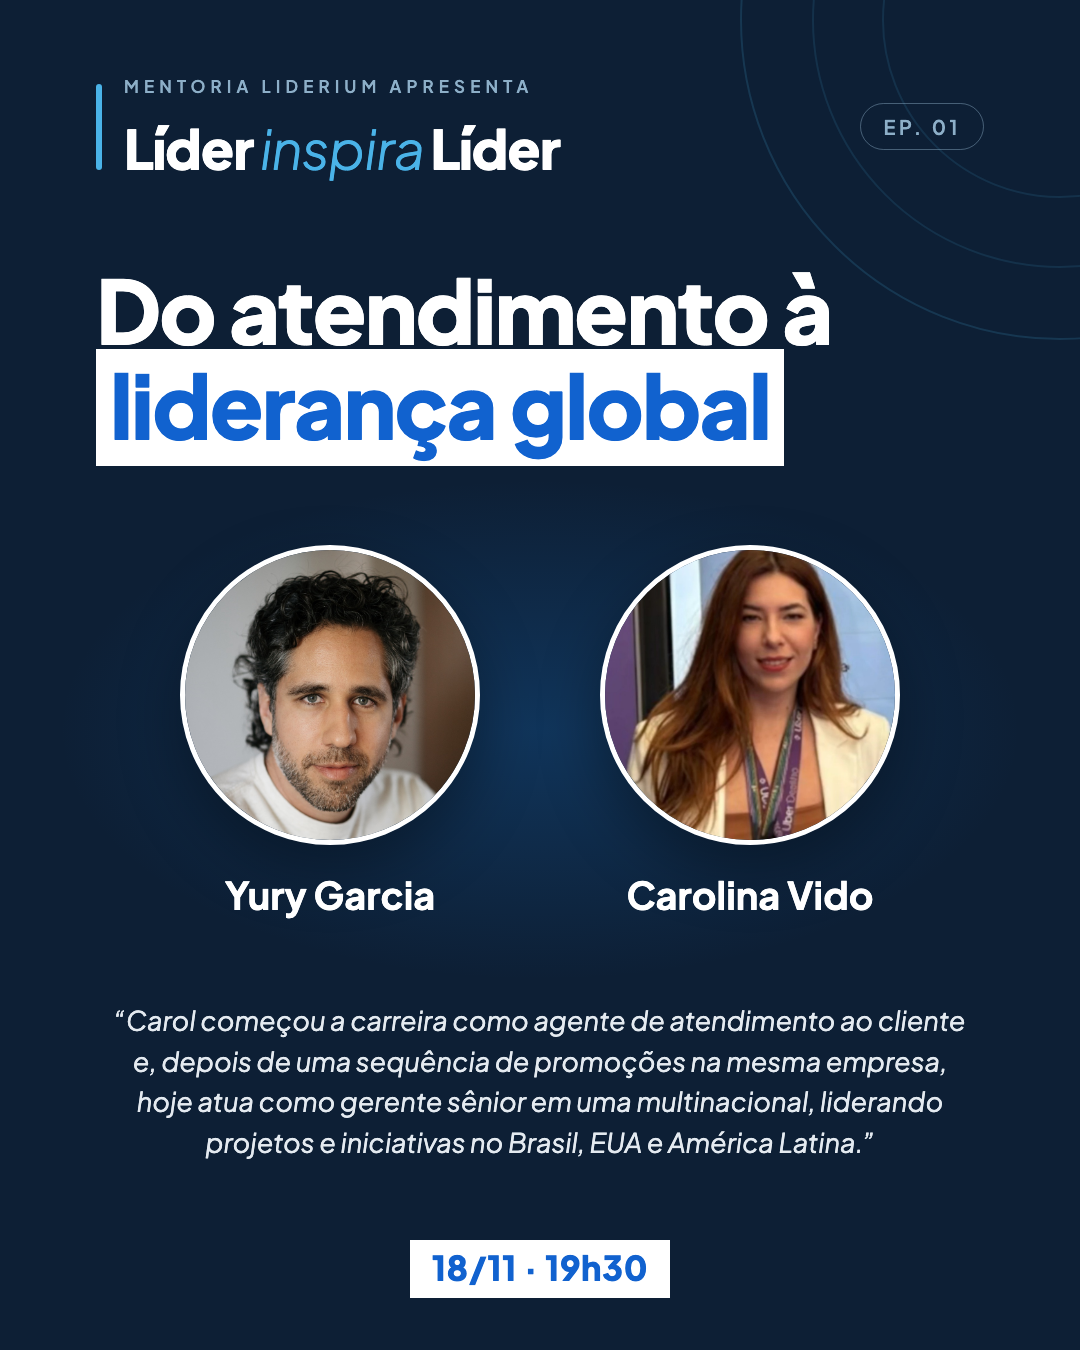 MENTORIA LIDERIUM APRESENTA
Líder inspira Líder
EP. 01
Do atendimento à
liderança global
Uber Destino
Yury Garcia
Carolina Vido
“Carol começou a carreira como agente de atendimento ao cliente
e, depois de uma sequência de promoções na mesma empresa,
hoje atua como gerente sênior em uma multinacional, liderando
projetos e iniciativas no Brasil, EUA e América Latina.”
18/11 · 19h30